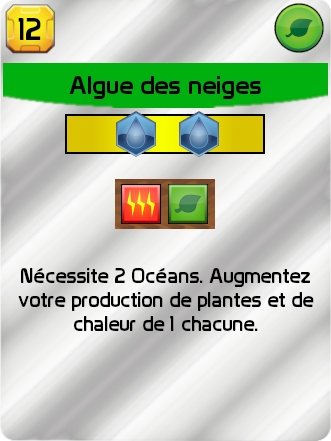 12
Algue des neiges
Nécessite 2 Océans. Augmentez
votre production de plantes et de
chaleur de 1 chacune.